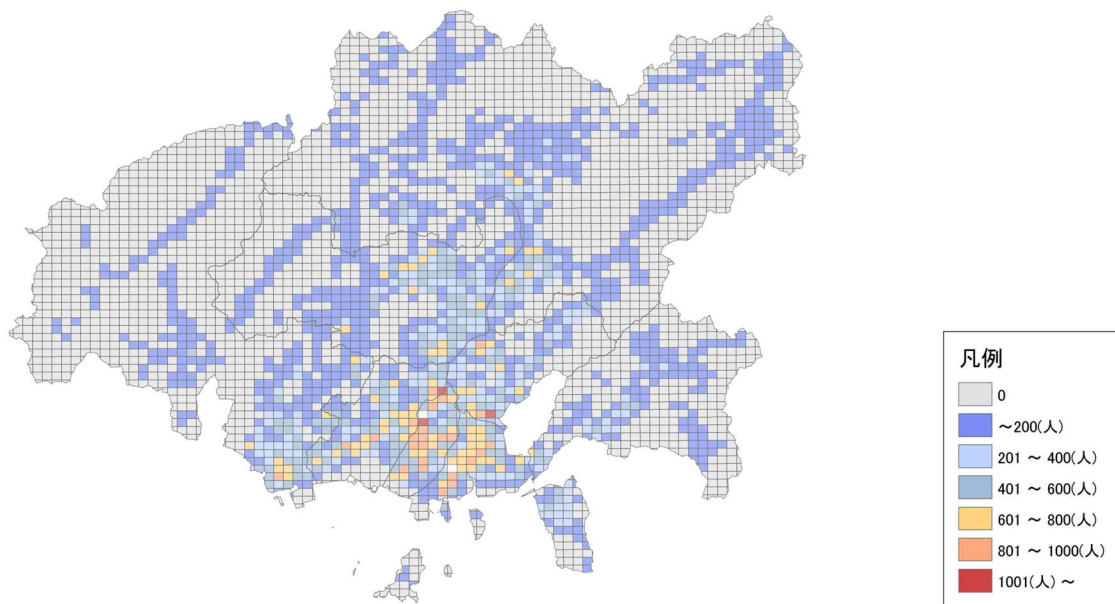 凡例
0
～200(人)
201 ～ 400(人)
401 ～ 600(人)
601 ～ 800(人)
801 ～ 1000(人)
1001(人) ～